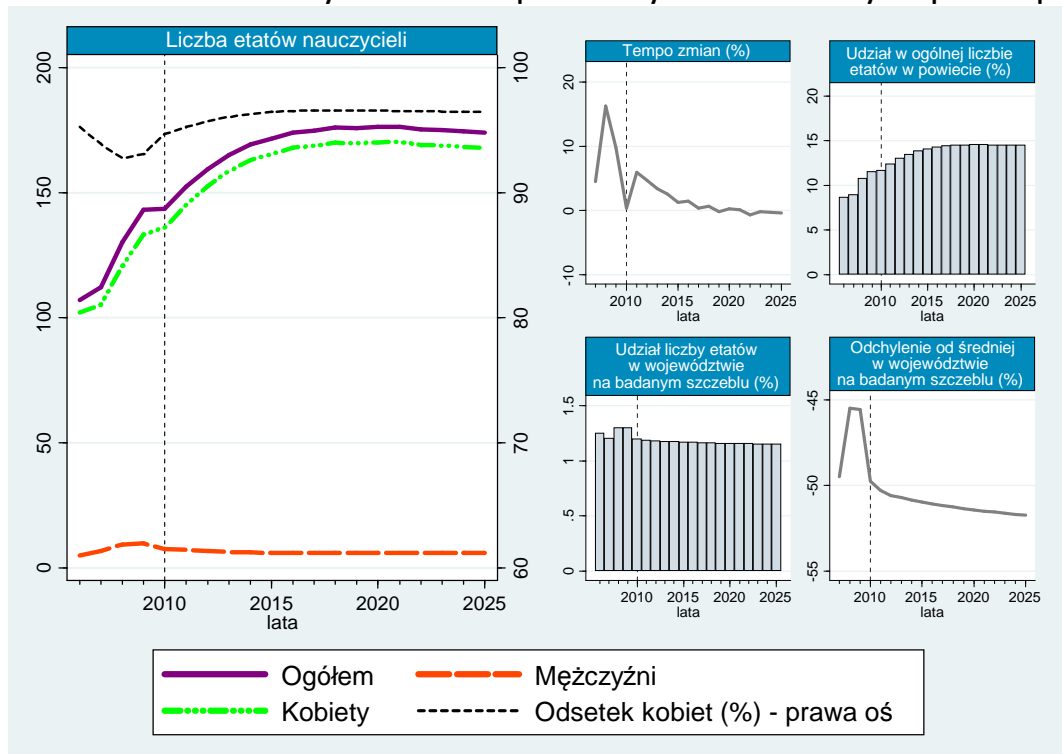 Liczba etatów nauczycieli
200
150
100
50
0
100
90
80
70
60
2010
2015
2020
2025
lata
Tempo zmian (%)
20
10
0
-10
2010
2015
2020
2025
lata
Udział w ogólnej liczbie
etatów w powiecie (%)
20
15
10
5
0
2010
2015
2020
2025
lata
Udział liczby etatów
w województwie
na badanym szczeblu (%)
1.5
1
.5
0
2010
2015
2020
2025
lata
Odchylenie od średniej
w województwie
na badanym szczeblu (%)
-45
-50
-55
2010
2015
2020
2025
lata
Ogółem
Mężczyźni
Kobiety
Odsetek kobiet (%) - prawa oś